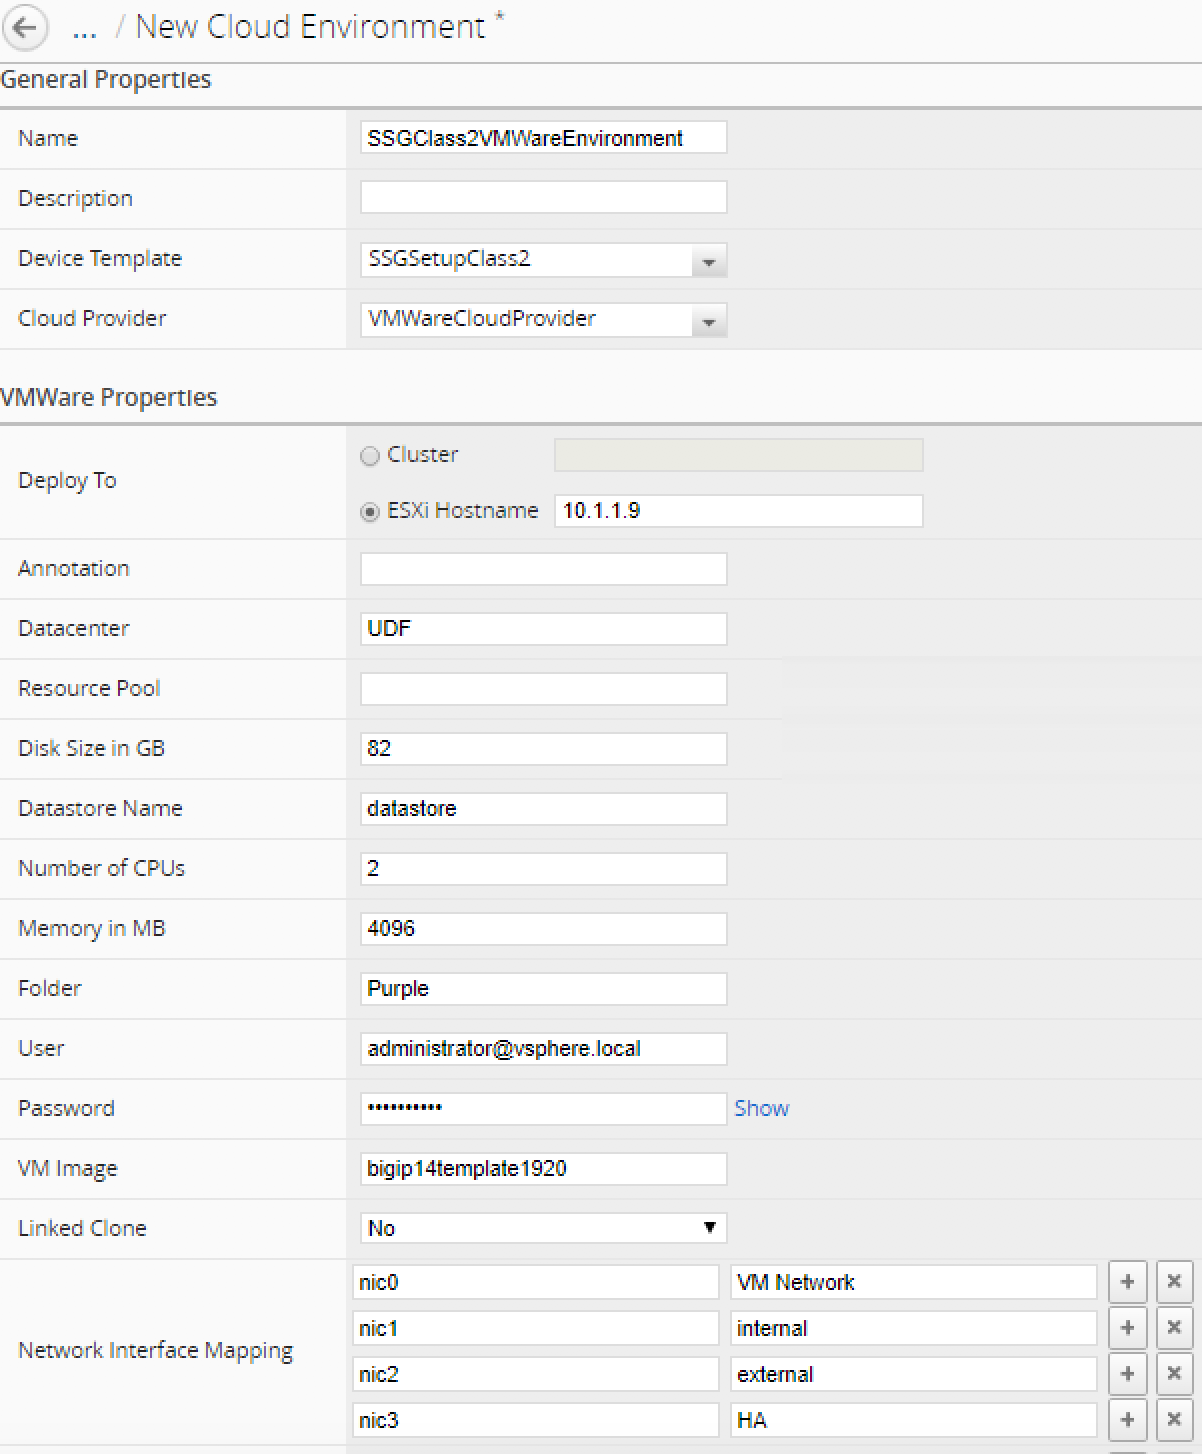 ... / New Cloud Environment *
General Properties
Name SSGClass2VMWareEnvironment
Description
Device Template SSGSetupClass2
Cloud Provider VMWareCloudProvider
VMWare Properties
Deploy To
Cluster
ESXi Hostname 10.1.1.9
Annotation
Datacenter UDF
Resource Pool
Disk Size in GB 82
Datastore Name datastore
Number of CPUs 2
Memory in MB 4096
Folder Purple
User administrator@vsphere.local
Password •••••••••• Show
VM Image bigip14template1920
Linked Clone No
Network Interface Mapping
nic0 VM Network + ×
nic1 internal + ×
nic2 external + ×
nic3 HA + ×